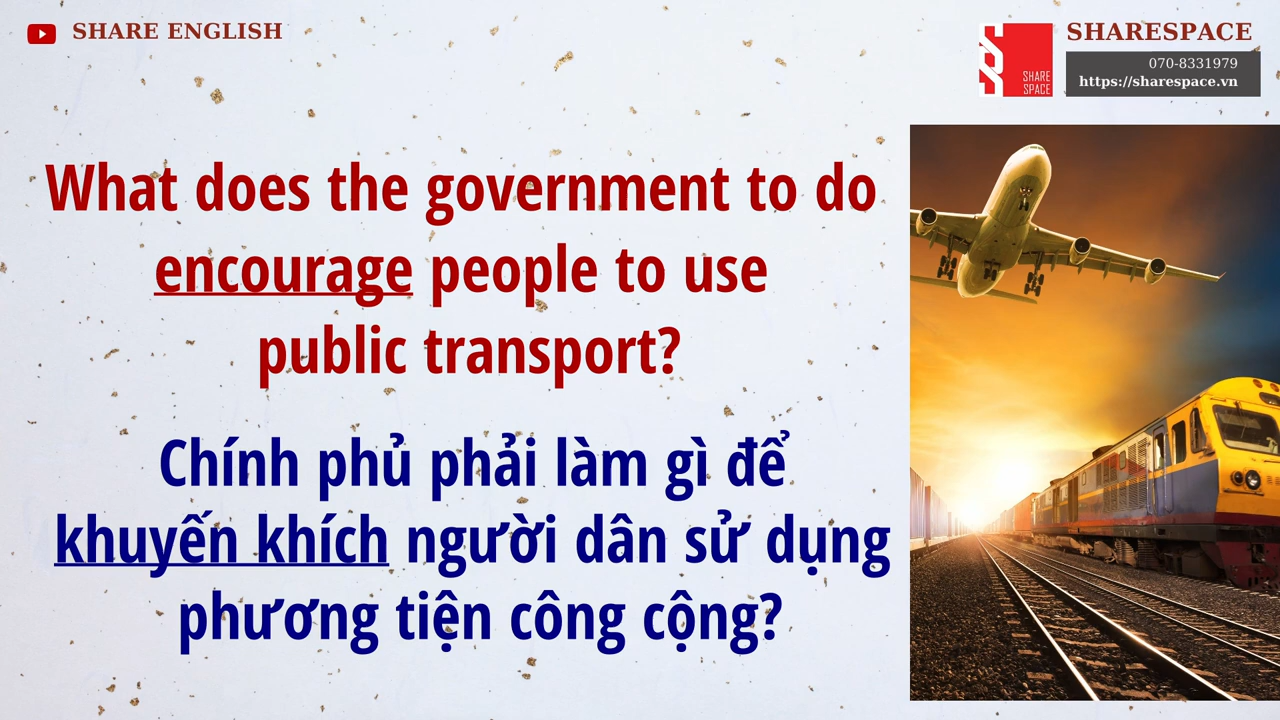 SHARE ENGLISH
SHARESPACE
070-8331979
https://sharespace.vn
SHARE
SPACE
What does the government to do
encourage people to use
public transport?
Chính phủ phải làm gì để
khuyến khích người dân sử dụng
phương tiện công cộng?